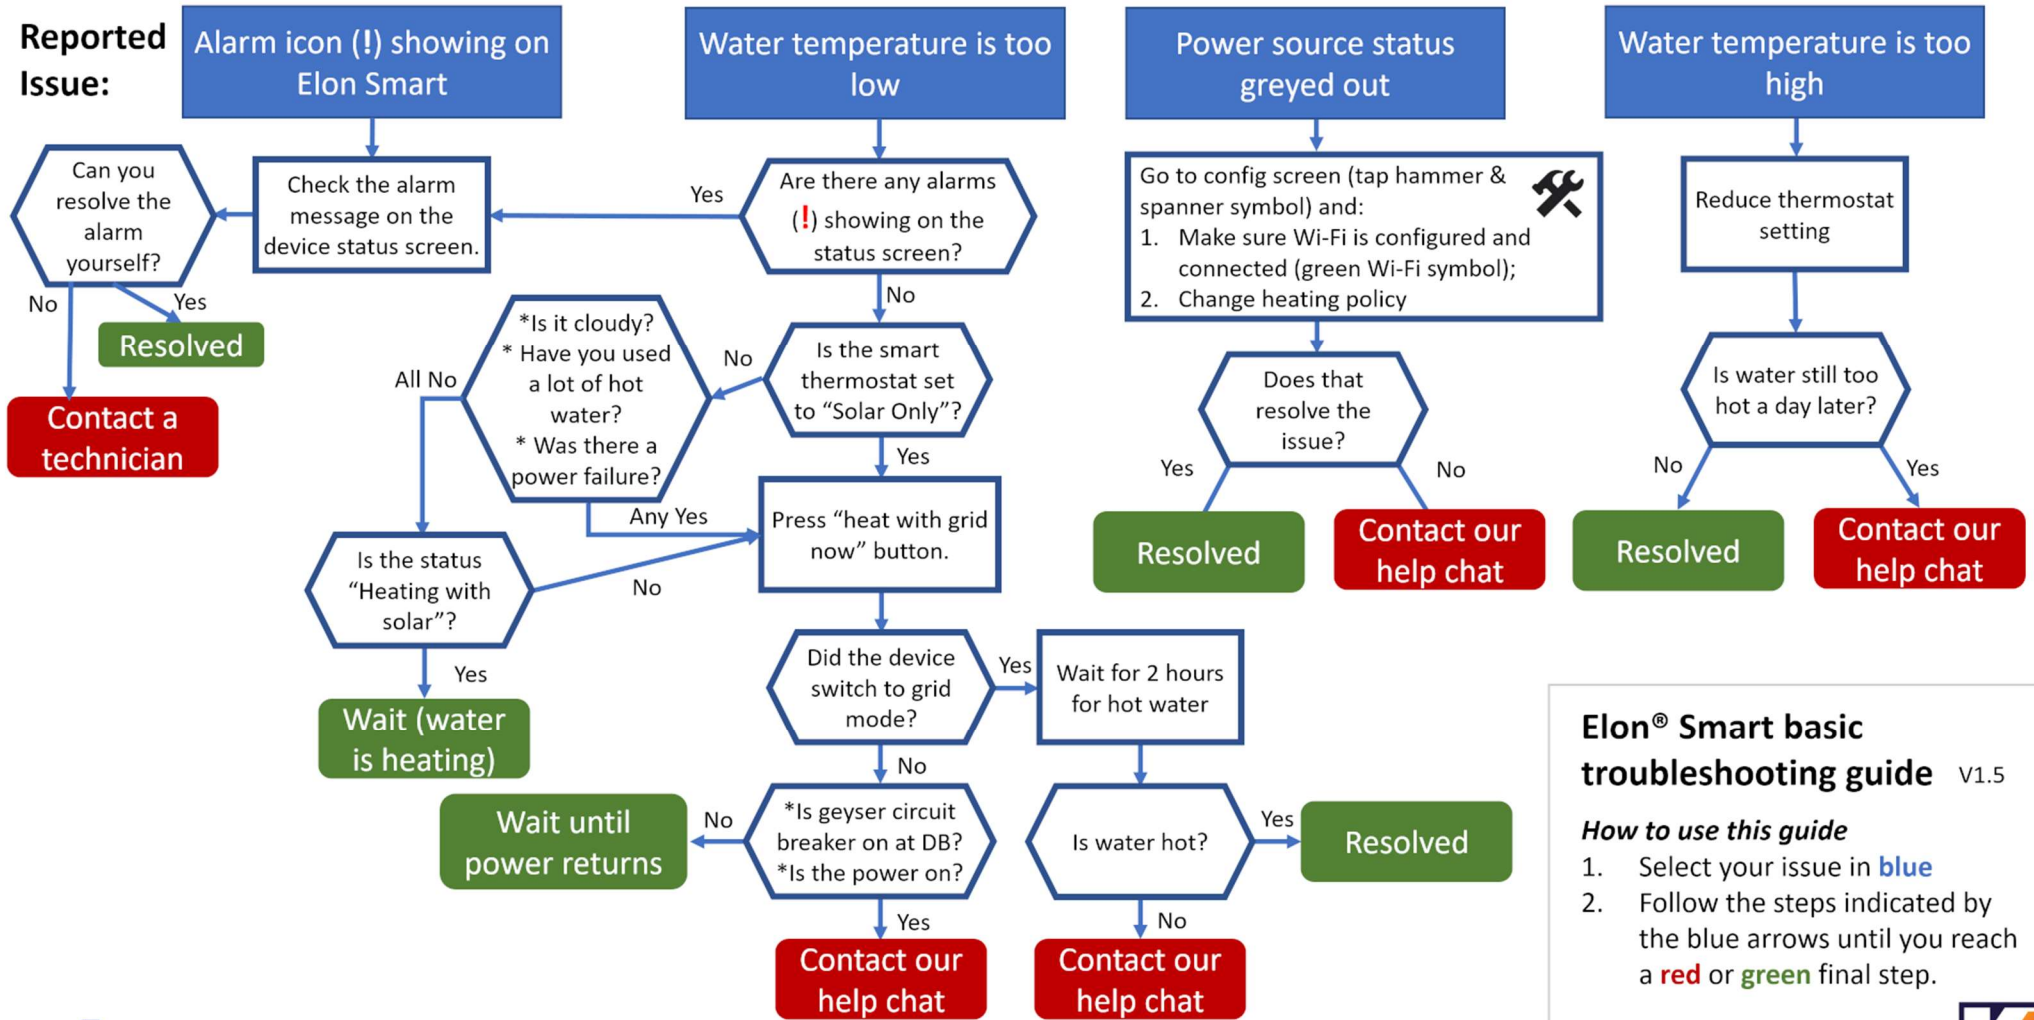 Reported
Issue:
Alarm icon (!) showing on
Elon Smart
Water temperature is too
low
Power source status
greyed out
Water temperature is too
high
Can you
resolve the
alarm
yourself?
Check the alarm
message on the
device status screen.
Yes
Are there any alarms
(!) showing on the
status screen?
Go to config screen (tap hammer &
spanner symbol) and:
1. Make sure Wi-Fi is configured and
connected (green Wi-Fi symbol);
2. Change heating policy
Reduce thermostat
setting
No
Yes
Resolved
Contact a
technician
No
*Is it cloudy?
* Have you used
a lot of hot
water?
* Was there a
power failure?
No
Is the smart
thermostat set
to “Solar Only”?
All No
Any Yes
Yes
Does that
resolve the
issue?
Is water still too
hot a day later?
Yes
No
No
Yes
Resolved
Contact our
help chat
Resolved
Contact our
help chat
Is the status
“Heating with
solar”?
No
Press “heat with grid
now” button.
Yes
Wait (water
is heating)
Did the device
switch to grid
mode?
Yes
Wait for 2 hours
for hot water
No
Wait until
power returns
No
*Is geyser circuit
breaker on at DB?
*Is the power on?
Is water hot?
Yes
Resolved
Yes
No
Contact our
help chat
Contact our
help chat
Elon® Smart basic
troubleshooting guide V1.5
How to use this guide
1. Select your issue in blue
2. Follow the steps indicated by
the blue arrows until you reach
a red or green final step.